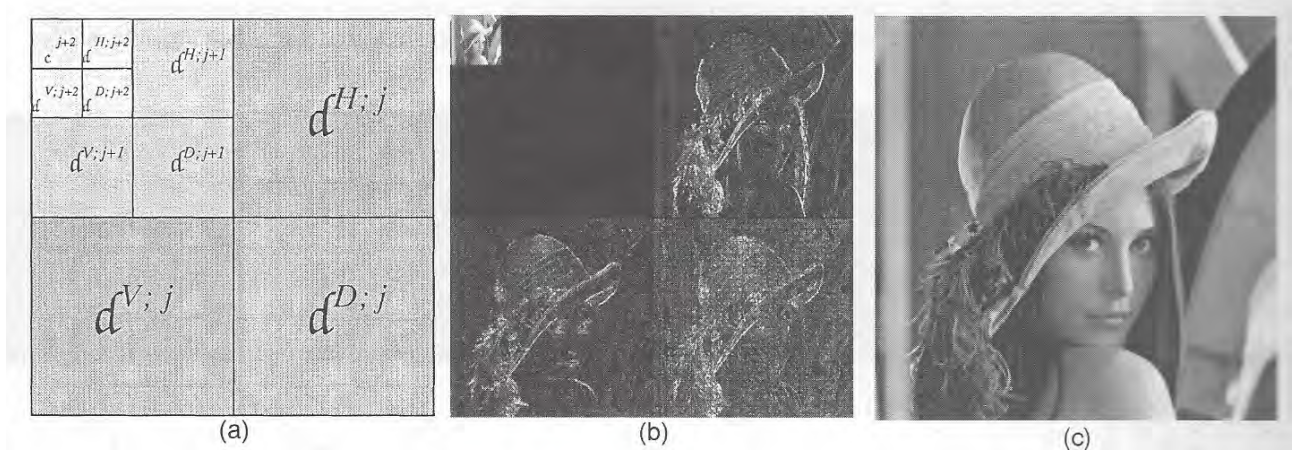 c^{j+2} d^{H; j+2} d^{H; j+1}
d^{V; j+2} d^{D; j+2}
d^{H; j}
d^{V; j+1} d^{D; j+1}
d^{V; j} d^{D; j}
(a) (b) (c)